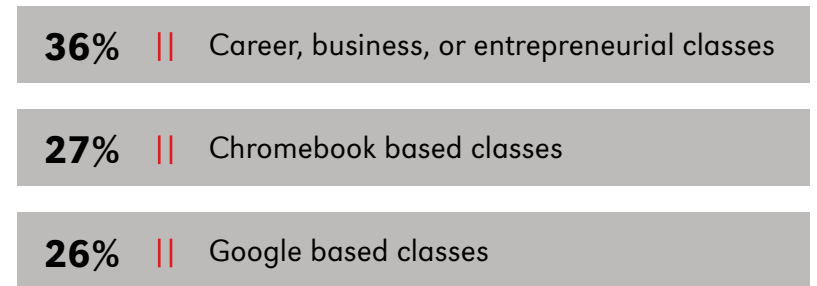 36% || Career, business, or entrepreneurial classes
27% || Chromebook based classes
26% || Google based classes